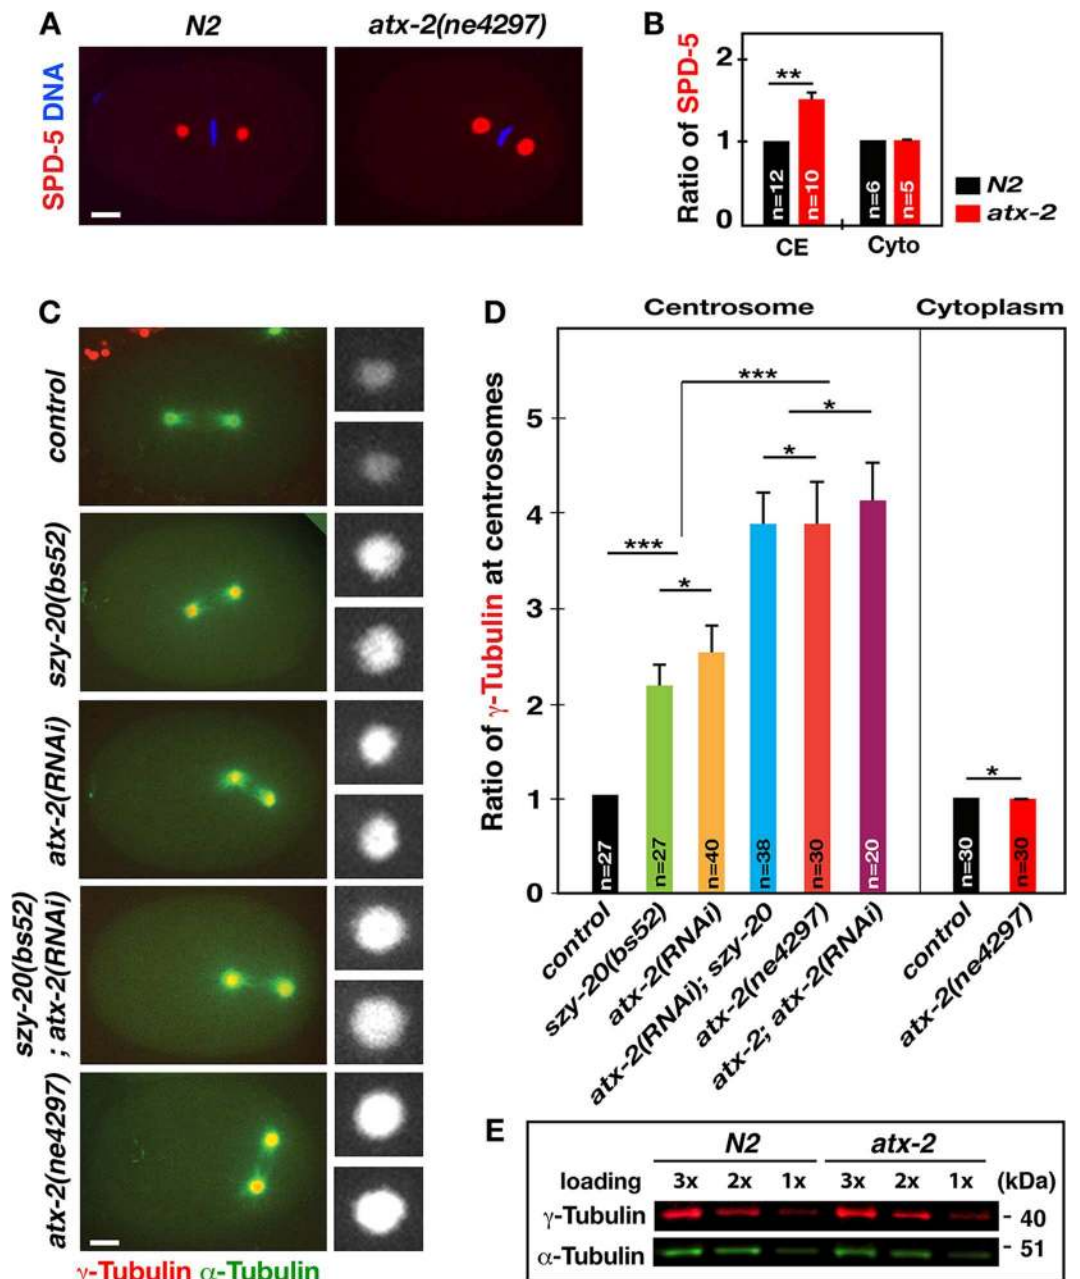 A
N2
atx-2(ne4297)
SPD-5 DNA
B
Ratio of SPD-5
2
1
0
**
n=12
n=10
n=6
n=5
CE
Cyto
N2
atx-2
C
control
szy-20(bs52)
atx-2(RNAi)
szy-20(bs52)
; atx-2(RNAi)
atx-2(ne4297)
γ-Tubulin α-Tubulin
D
Centrosome
Cytoplasm
Ratio of γ-Tubulin at centrosomes
5
4
3
2
1
0
***
*
*
***
*
*
n=27
n=27
n=40
n=38
n=30
n=20
n=30
n=30
control
szy-20(bs52)
atx-2(RNAi)
atx-2(RNAi); szy-20
atx-2(ne4297)
atx-2; atx-2(RNAi)
control
atx-2(ne4297)
E
N2
atx-2
loading 3x 2x 1x 3x 2x 1x (kDa)
γ-Tubulin - 40
α-Tubulin - 51